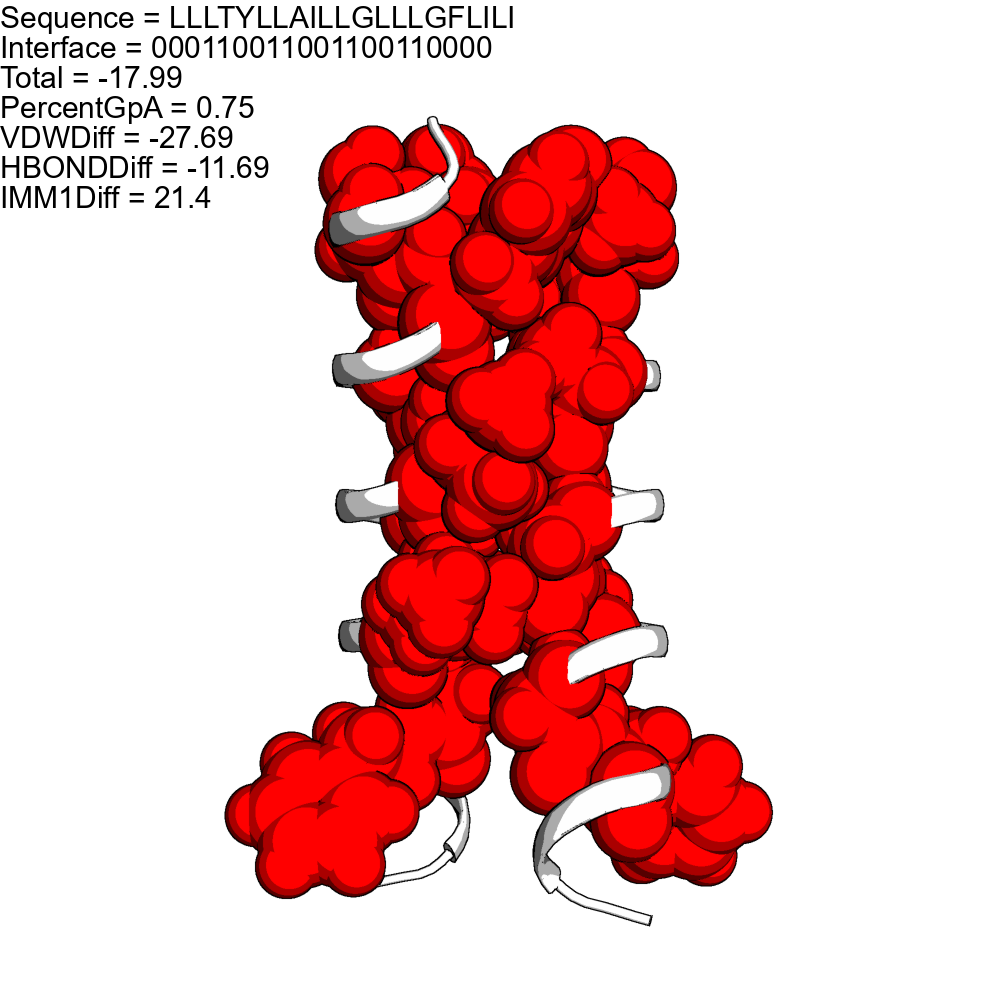 Sequence = LLLTYLLAILLGLLLGFLILI
Interface = 000110011001100110000
Total = -17.99
PercentGpA = 0.75
VDWDiff = -27.69
HBONDDiff = -11.69
IMM1Diff = 21.4